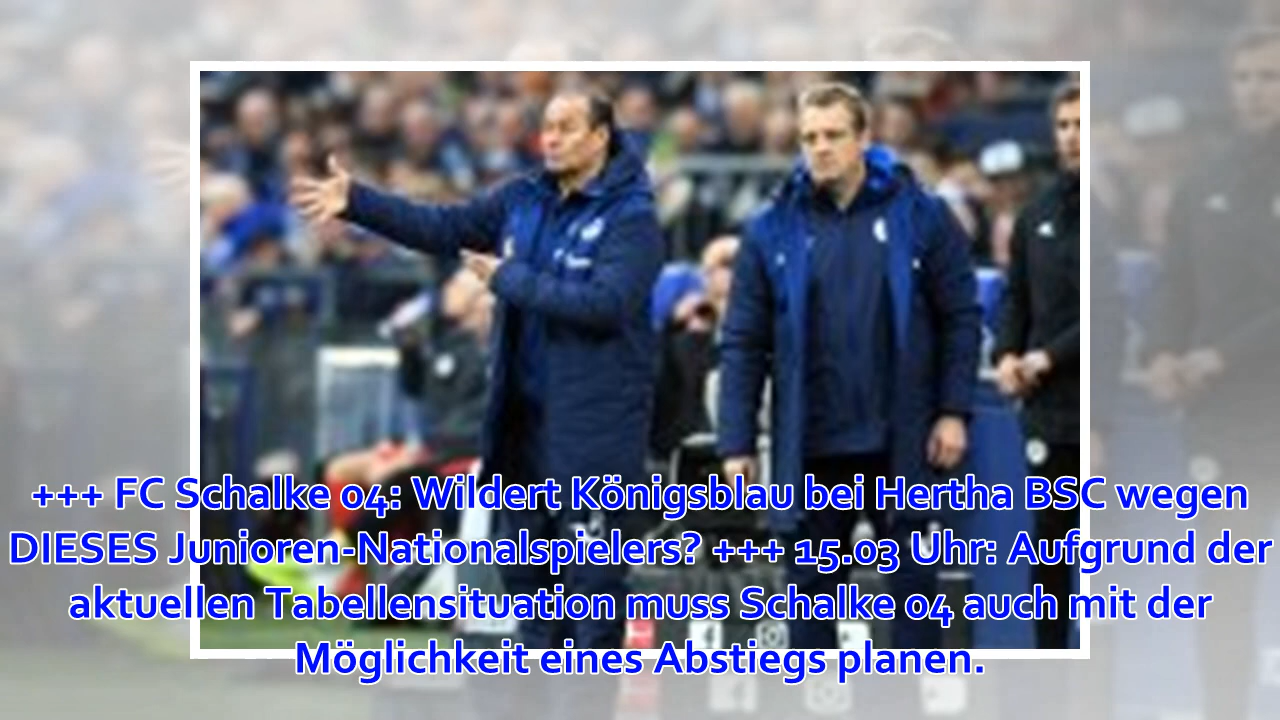 +++ FC Schalke 04: Wildert Königsblau bei Hertha BSC wegen
DIESES Junioren-Nationalspielers? +++ 15.03 Uhr: Aufgrund der
aktuellen Tabellensituation muss Schalke 04 auch mit der
Möglichkeit eines Abstiegs planen.